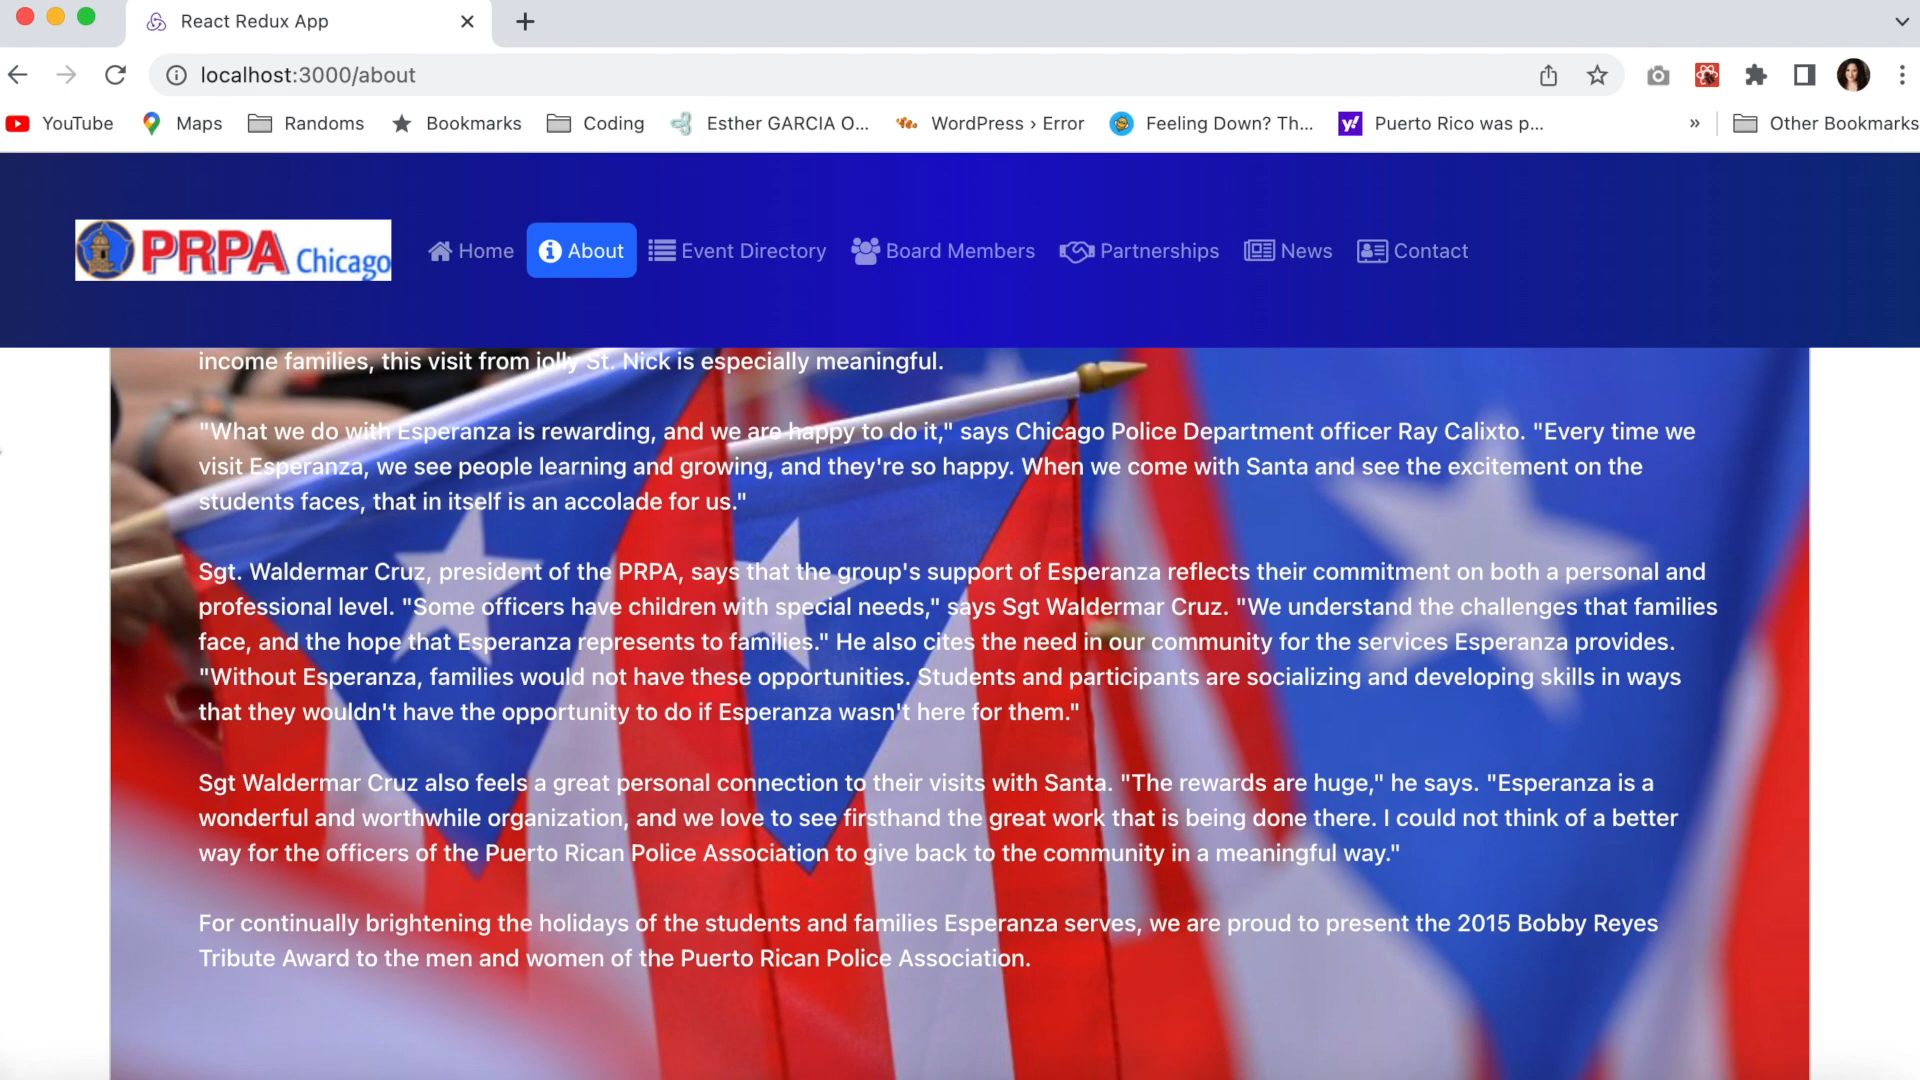 React Redux App
localhost:3000/about
YouTube Maps Randoms Bookmarks Coding Esther GARCIA O... WordPress › Error Feeling Down? Th... Puerto Rico was p... » Other Bookmarks
PRPA Chicago Home About Event Directory Board Members Partnerships News Contact
income families, this visit from jolly St. Nick is especially meaningful.
"What we do with Esperanza is rewarding, and we are happy to do it," says Chicago Police Department officer Ray Calixto. "Every time we
visit Esperanza, we see people learning and growing, and they're so happy. When we come with Santa and see the excitement on the
students faces, that in itself is an accolade for us."
Sgt. Waldermar Cruz, president of the PRPA, says that the group's support of Esperanza reflects their commitment on both a personal and
professional level. "Some officers have children with special needs," says Sgt Waldermar Cruz. "We understand the challenges that families
face, and the hope that Esperanza represents to families." He also cites the need in our community for the services Esperanza provides.
"Without Esperanza, families would not have these opportunities. Students and participants are socializing and developing skills in ways
that they wouldn't have the opportunity to do if Esperanza wasn't here for them."
Sgt Waldermar Cruz also feels a great personal connection to their visits with Santa. "The rewards are huge," he says. "Esperanza is a
wonderful and worthwhile organization, and we love to see firsthand the great work that is being done there. I could not think of a better
way for the officers of the Puerto Rican Police Association to give back to the community in a meaningful way."
For continually brightening the holidays of the students and families Esperanza serves, we are proud to present the 2015 Bobby Reyes
Tribute Award to the men and women of the Puerto Rican Police Association.